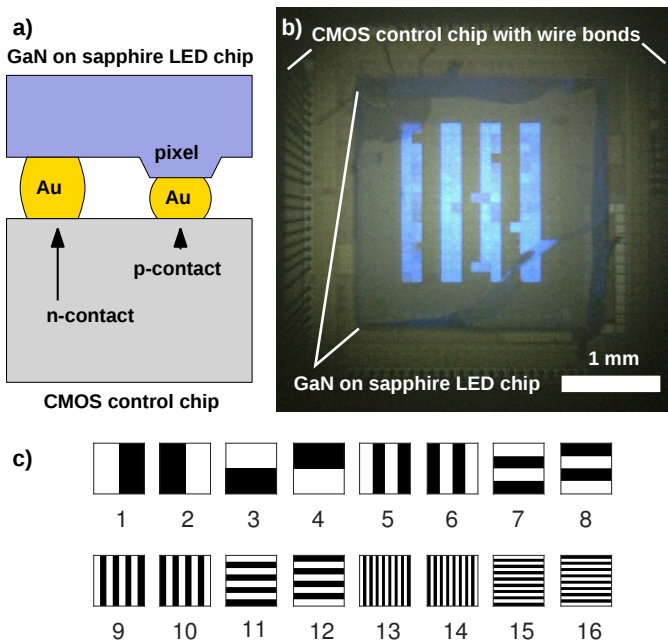 a)
GaN on sapphire LED chip
pixel
Au
Au
p-contact
n-contact
CMOS control chip
b)
CMOS control chip with wire bonds
GaN on sapphire LED chip
1 mm
c)
1 2 3 4 5 6 7 8
9 10 11 12 13 14 15 16